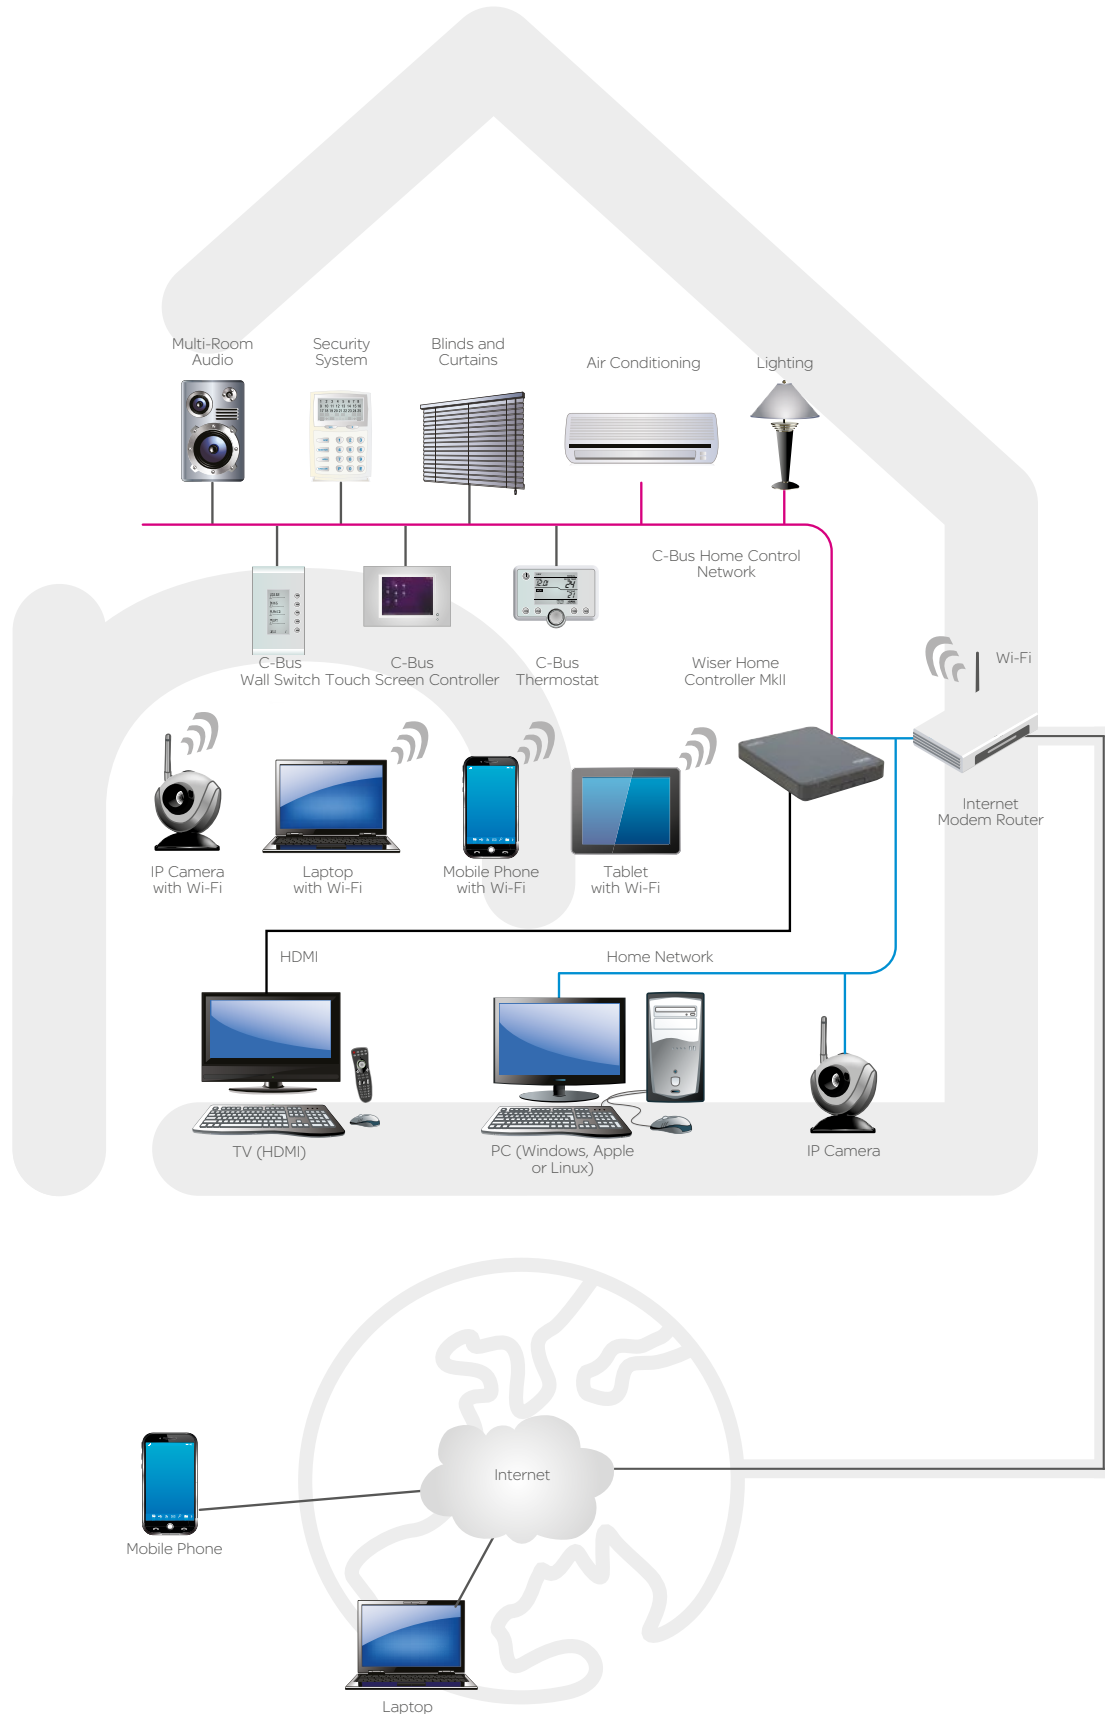 Multi-Room
Audio
Security
System
Blinds and
Curtains
Air Conditioning
Lighting
C-Bus Home Control
Network
C-Bus
Wall Switch
C-Bus
Touch Screen Controller
C-Bus
Thermostat
Wiser Home
Controller MkII
Wi-Fi
Internet
Modem Router
IP Camera
with Wi-Fi
Laptop
with Wi-Fi
Mobile Phone
with Wi-Fi
Tablet
with Wi-Fi
HDMI
Home Network
TV (HDMI)
PC (Windows, Apple
or Linux)
IP Camera
Internet
Mobile Phone
Laptop